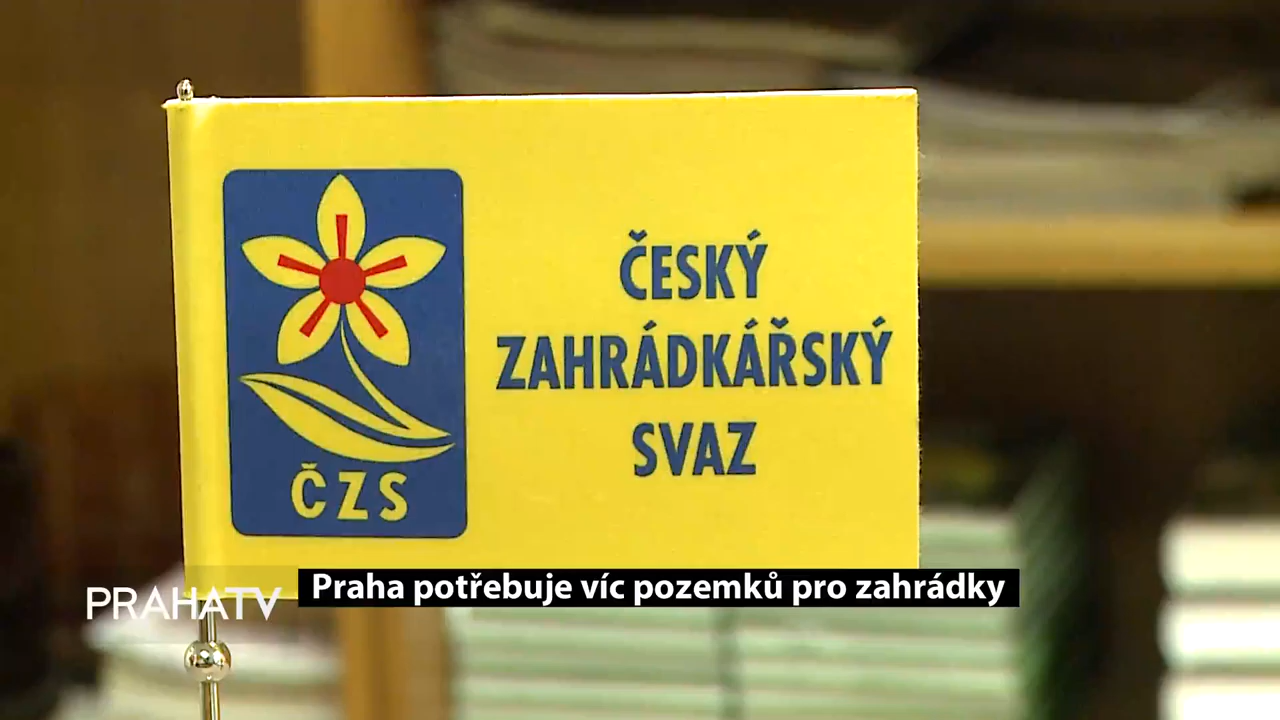 ČESKÝ
ZAHRÁDKÁŘSKÝ
SVAZ
ČZS
PRAHATV
Praha potřebuje víc pozemků pro zahrádky